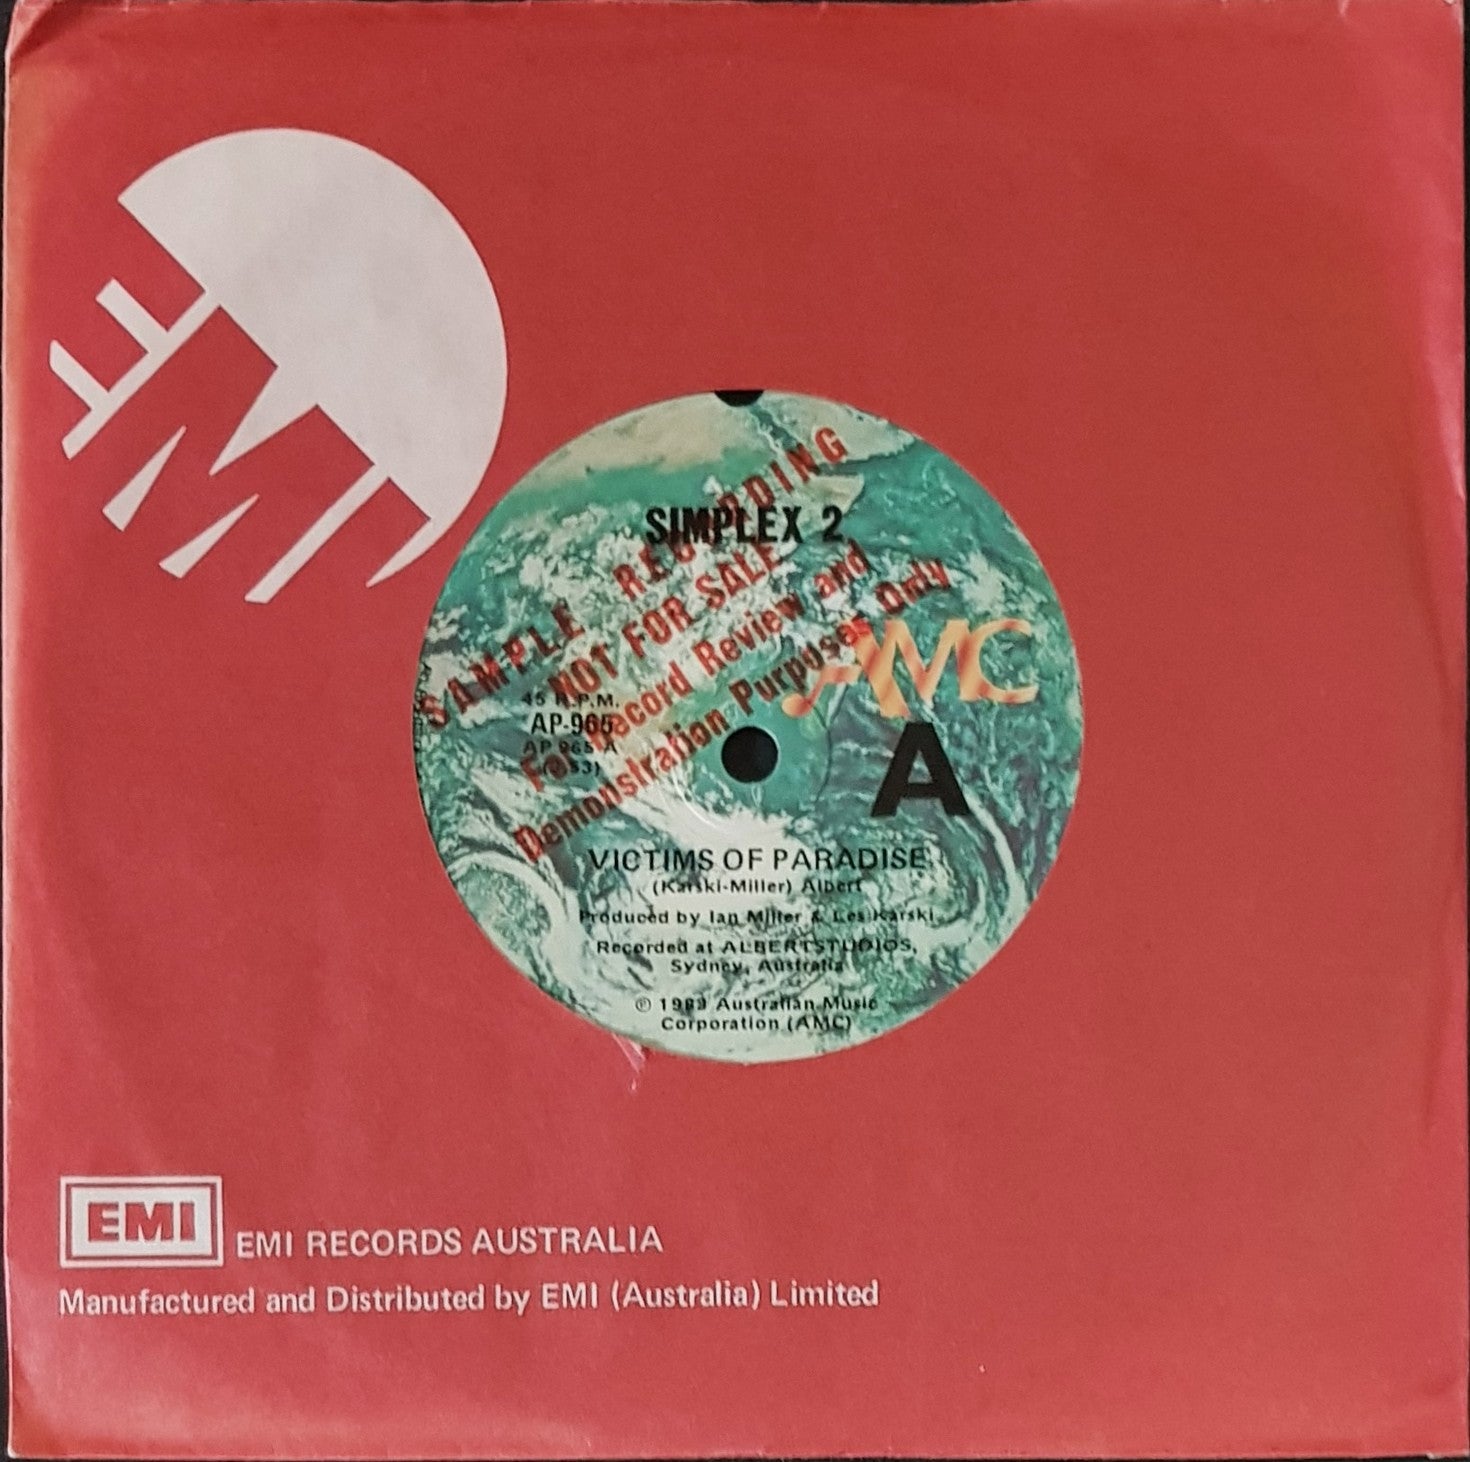 EMI
SIMPLEX 2
SAMPLE RECORDING
NOT FOR SALE
For Record Review and
Demonstration Purposes Only
45 R.P.M.
AP-965
AP 965 A
AMC
A
VICTIMS OF PARADISE
(Karski-Miller) Albert
Produced by Ian Miller & Les Karski
Recorded at ALBERT STUDIOS,
Sydney, Australia
℗ 1983 Australian Music
Corporation (AMC)
EMI EMI RECORDS AUSTRALIA
Manufactured and Distributed by EMI (Australia) Limited